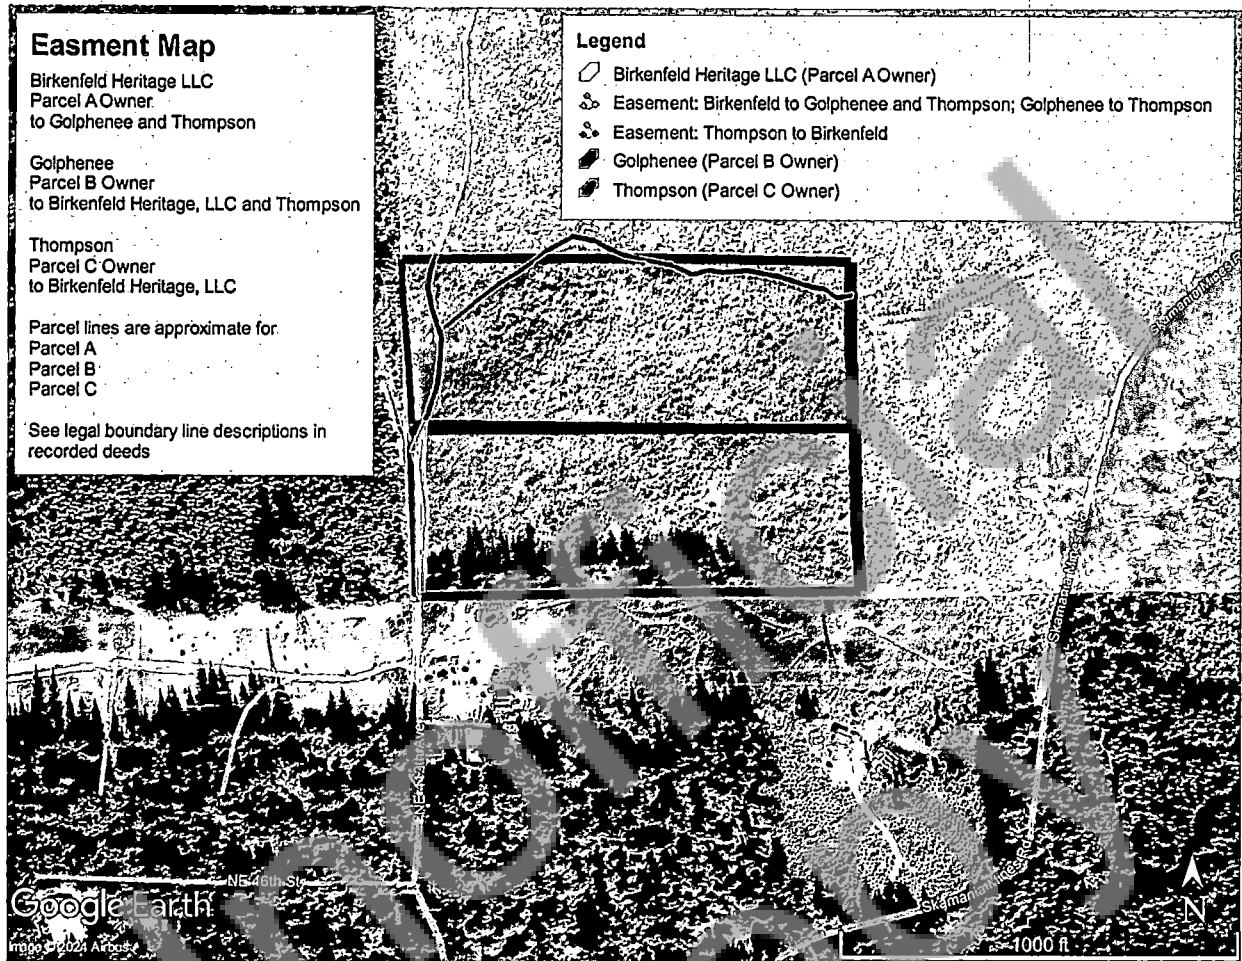 Easment Map
Birkenfeld Heritage LLC
Parcel A Owner
to Golphenee and Thompson
Golphenee
Parcel B Owner
to Birkenfeld Heritage, LLC and Thompson
Thompson
Parcel C Owner
to Birkenfeld Heritage, LLC
Parcel lines are approximate for
Parcel A
Parcel B
Parcel C
See legal boundary line descriptions in
recorded deeds
Legend
Birkenfeld Heritage LLC (Parcel A Owner)
Easement: Birkenfeld to Golphenee and Thompson; Golphenee to Thompson
Easement: Thompson to Birkenfeld
Golphenee (Parcel B Owner)
Thompson (Parcel C Owner)
NE 46th St
Google Earth
Image © 2024 Airbus
N
1000 ft
Unofficial
Copy